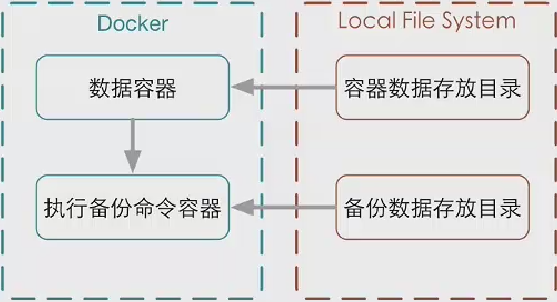 Docker
Local File System
数据容器
容器数据存放目录
执行备份命令容器
备份数据存放目录